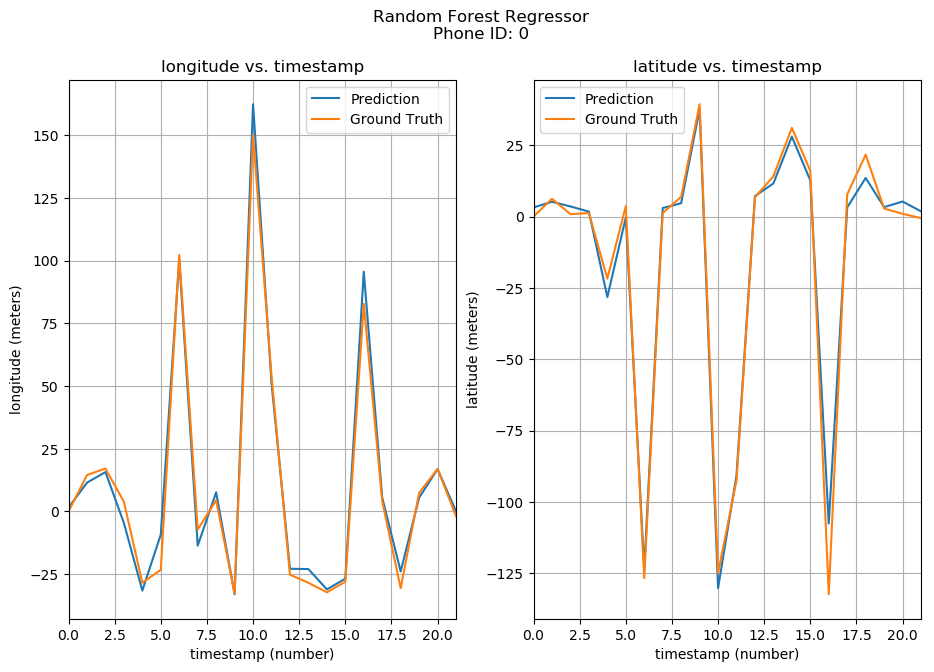 Random Forest Regressor
Phone ID: 0
longitude vs. timestamp
Prediction
Ground Truth
longitude (meters)
150
125
100
75
50
25
0
−25
0.0 2.5 5.0 7.5 10.0 12.5 15.0 17.5 20.0
timestamp (number)
latitude vs. timestamp
Prediction
Ground Truth
latitude (meters)
25
0
−25
−50
−75
−100
−125
0.0 2.5 5.0 7.5 10.0 12.5 15.0 17.5 20.0
timestamp (number)